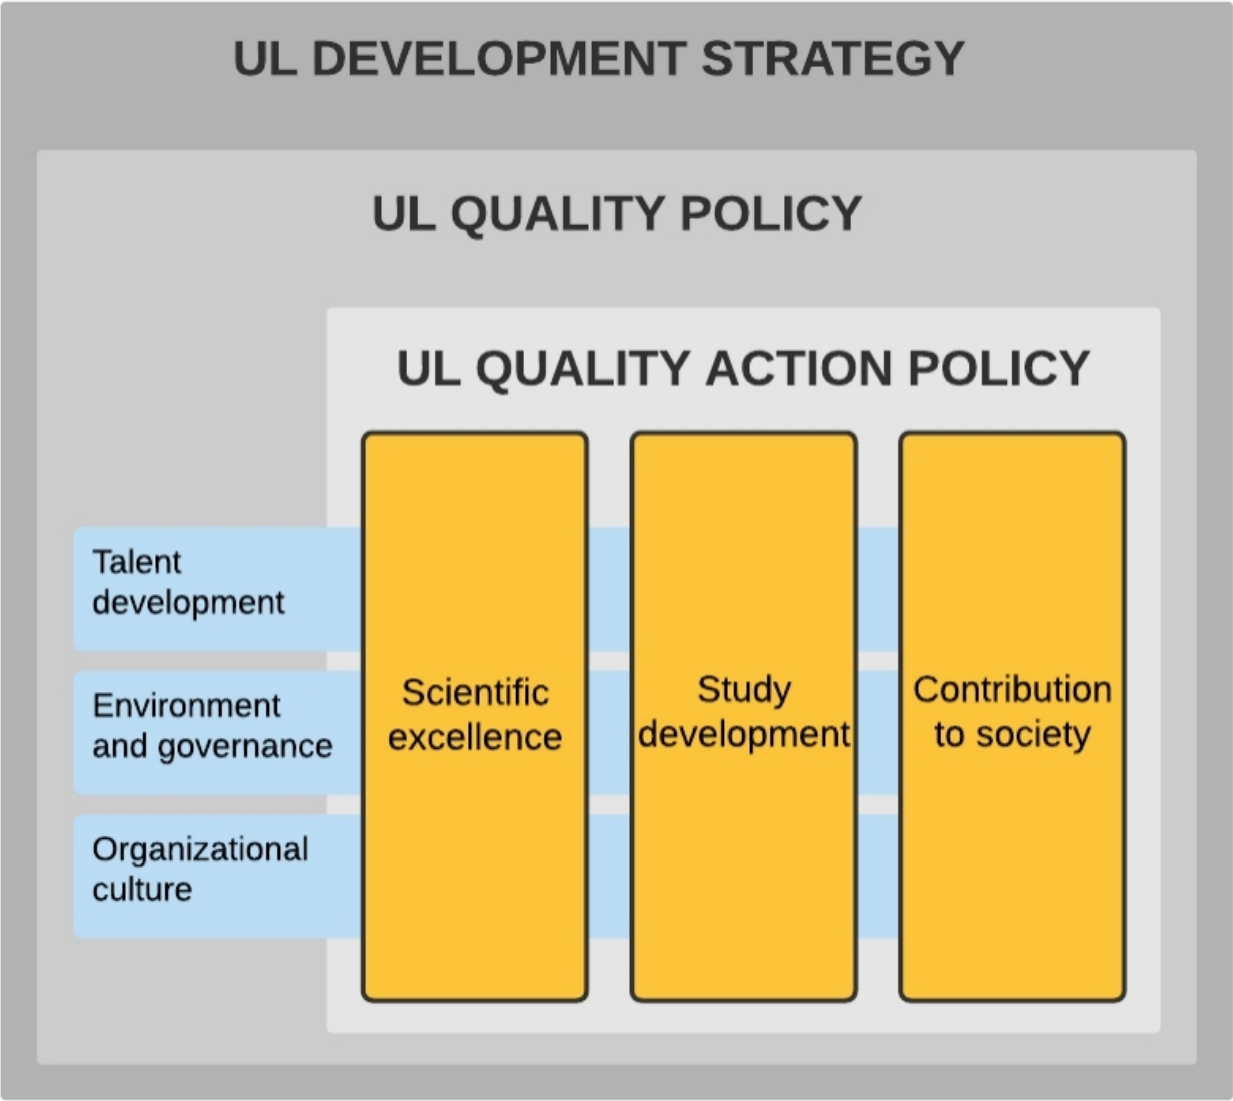 UL DEVELOPMENT STRATEGY
UL QUALITY POLICY
UL QUALITY ACTION POLICY
Talent
development
Environment
and governance
Organizational
culture
Scientific
excellence
Study
development
Contribution
to society